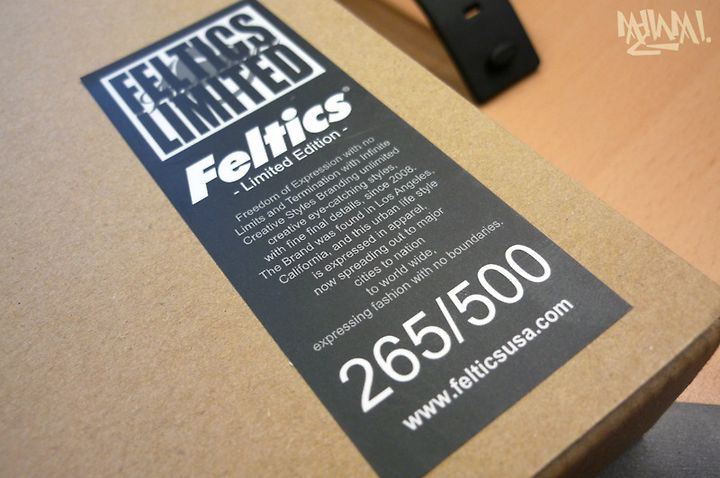 FELTICS
LIMITED
Feltics®
- Limited Edition -
Freedom of Expression with no
Limits and Termination with Infinite
Creative Styles Branding unlimited
creative eye-catching styles,
with fine final details, since 2008.
The Brand was found in Los Angeles,
California, and this urban life style
is expressed in apparel,
now spreading out to major
cities to nation
to world wide,
expressing fashion with no boundaries.
265/500
www.felticsusa.com